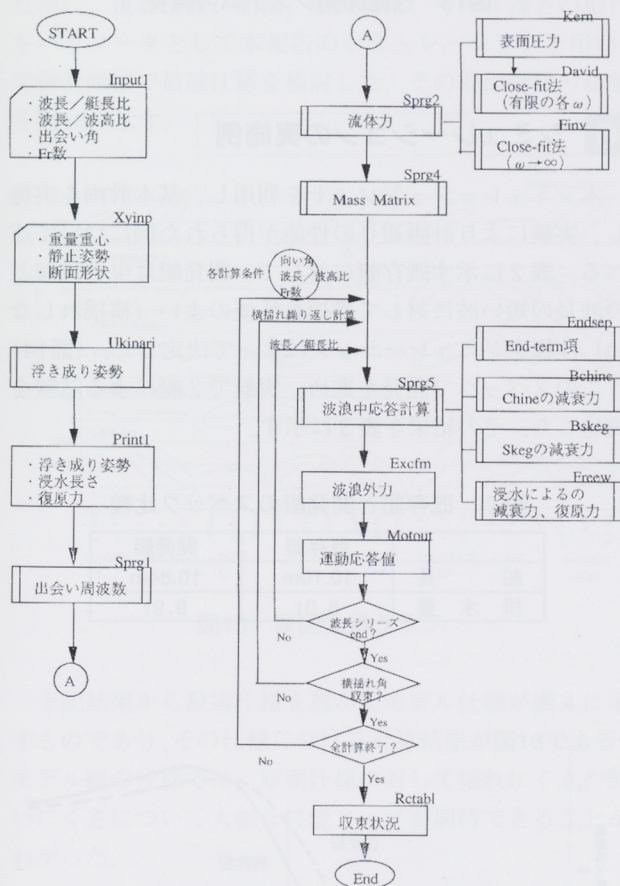 START
Input1
・波長／艇長比
・波長／波高比
・出会い角
・Fr数
Xyinp
・重量重心
・静止姿勢
・断面形状
Ukinari
浮き成り姿勢
Print1
・浮き成り姿勢
・浸水長さ
・復原力
Sprg1
出会い周波数
A
A
Sprg2
流体力
Kern
表面圧力
David
Close-fit法
(有限の各ω)
Finv
Close-fit法
(ω→∞)
Sprg4
Mass Matrix
各計算条件
向い角
波長／波高比
Fr数
横揺れ繰り返し計算
波長／艇長比
Sprg5
波浪中応答計算
Endsep
End-term項
Bchine
Chineの減衰力
Bskeg
Skegの減衰力
Freew
浸水によるの
減衰力、復原力
Excfm
波浪外力
Motout
運動応答値
波長シリーズ
end？
No
Yes
横揺れ角
収束？
No
Yes
全計算終了？
No
Yes
Rctabl
収束状況
End